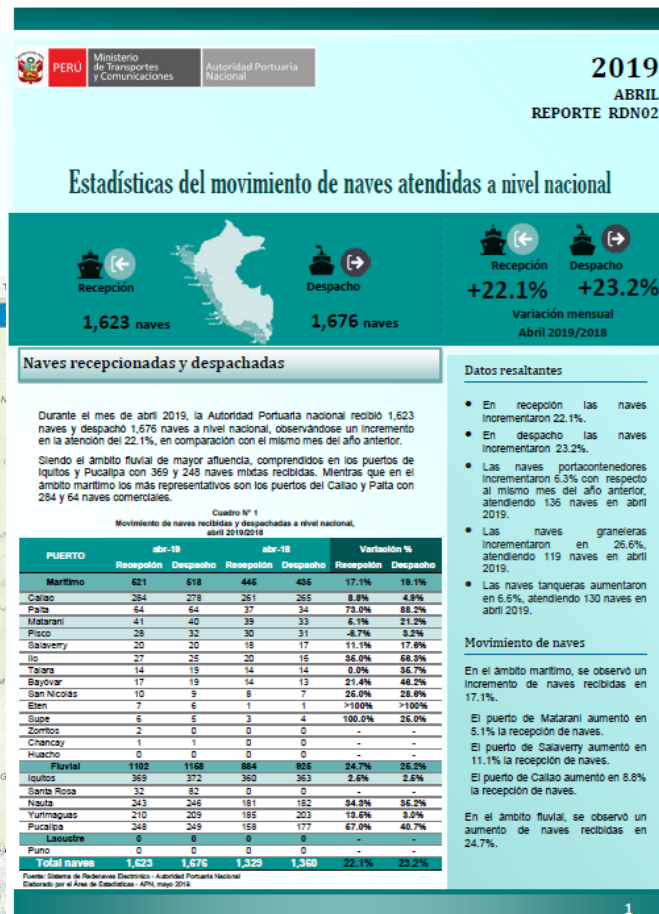 PERÚ
Ministerio
de Transportes
y Comunicaciones
Autoridad Portuaria
Nacional
2019
ABRIL
REPORTE RDN02
Estadísticas del movimiento de naves atendidas a nivel nacional
Recepción
1,623 naves
Despacho
1,676 naves
Recepción Despacho
+22.1% +23.2%
Variación mensual
Abril 2019/2018
Naves recepcionadas y despachadas
Durante el mes de abril 2019, la Autoridad Portuaria nacional recibió 1,623
naves y despachó 1,676 naves a nivel nacional, observándose un incremento
en la atención del 22.1%, en comparación con el mismo mes del año anterior.
Siendo el ámbito fluvial de mayor afluencia, comprendidos en los puertos de
Iquitos y Pucallpa con 369 y 248 naves mixtas recibidas. Mientras que en el
ámbito marítimo los más representativos son los puertos del Callao y Paita con
284 y 64 naves comerciales.
Cuadro N° 1
Movimiento de naves recibidas y despachadas a nivel nacional,
abril 2019/2018
PUERTO abr-19 abr-18 Variación %
Recepción Despacho Recepción Despacho Recepción Despacho
Marítimo 521 518 445 435 17.1% 19.1%
Callao 284 278 261 265 8.8% 4.9%
Paita 64 64 37 34 73.0% 88.2%
Matarani 41 40 39 33 5.1% 21.2%
Pisco 28 32 30 31 -6.7% 3.2%
Salaverry 20 20 18 17 11.1% 17.6%
Ilo 27 25 20 16 35.0% 56.3%
Talara 14 19 14 14 0.0% 35.7%
Bayóvar 17 19 14 13 21.4% 46.2%
San Nicolás 10 9 8 7 25.0% 28.6%
Eten 7 6 1 1 >100% >100%
Supe 6 5 3 4 100.0% 25.0%
Zorritos 2 0 0 0 - -
Chancay 1 1 0 0 - -
Huacho 0 0 0 0 - -
Fluvial 1102 1158 884 925 24.7% 25.2%
Iquitos 369 372 360 363 2.5% 2.5%
Santa Rosa 32 82 0 0 - -
Nauta 243 246 181 182 34.3% 35.2%
Yurimaguas 210 209 185 203 13.5% 3.0%
Pucallpa 248 249 158 177 57.0% 40.7%
Lacustre 0 0 0 0 - -
Puno 0 0 0 0 - -
Total naves 1,623 1,676 1,329 1,360 22.1% 23.2%
Fuente: Sistema de Redenaves Electrónico - Autoridad Portuaria Nacional
Elaborado por el Área de Estadísticas - APN, mayo 2019.
Datos resaltantes
• En recepción las naves
incrementaron 22.1%.
• En despacho las naves
incrementaron 23.2%.
• Las naves portacontenedores
incrementaron 6.3% con respecto
al mismo mes del año anterior,
atendiendo 136 naves en abril
2019.
• Las naves graneleras
incrementaron en 26.6%,
atendiendo 119 naves en abril
2019.
• Las naves tanqueras aumentaron
en 6.6%, atendiendo 130 naves en
abril 2019.
Movimiento de naves
En el ámbito marítimo, se observó un
incremento de naves recibidas en
17.1%.
El puerto de Matarani aumentó en
5.1% la recepción de naves.
El puerto de Salaverry aumentó en
11.1% la recepción de naves.
El puerto de Callao aumentó en 8.8%
la recepción de naves.
En el ámbito fluvial, se observó un
aumento de naves recibidas en
24.7%.
1